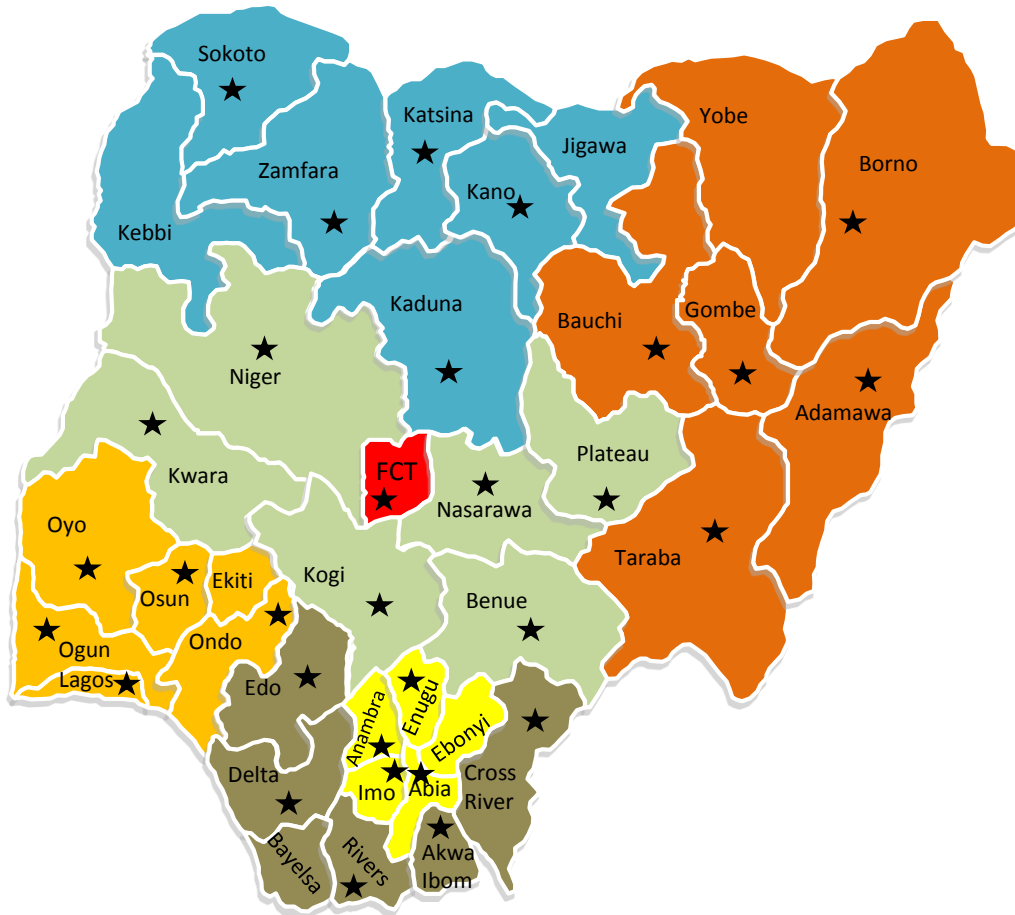 Sokoto
Katsina
Yobe
Jigawa
Zamfara
Borno
Kano
Kebbi
Kaduna
Gombe
Bauchi
Niger
Adamawa
Plateau
FCT
Kwara
Nasarawa
Oyo
Taraba
Ekiti
Kogi
Osun
Benue
Ogun
Ondo
Lagos
Edo
Enugu
Anambra
Ebonyi
Delta
Cross
River
Imo
Abia
Bayelsa
Rivers
Akwa
Ibom